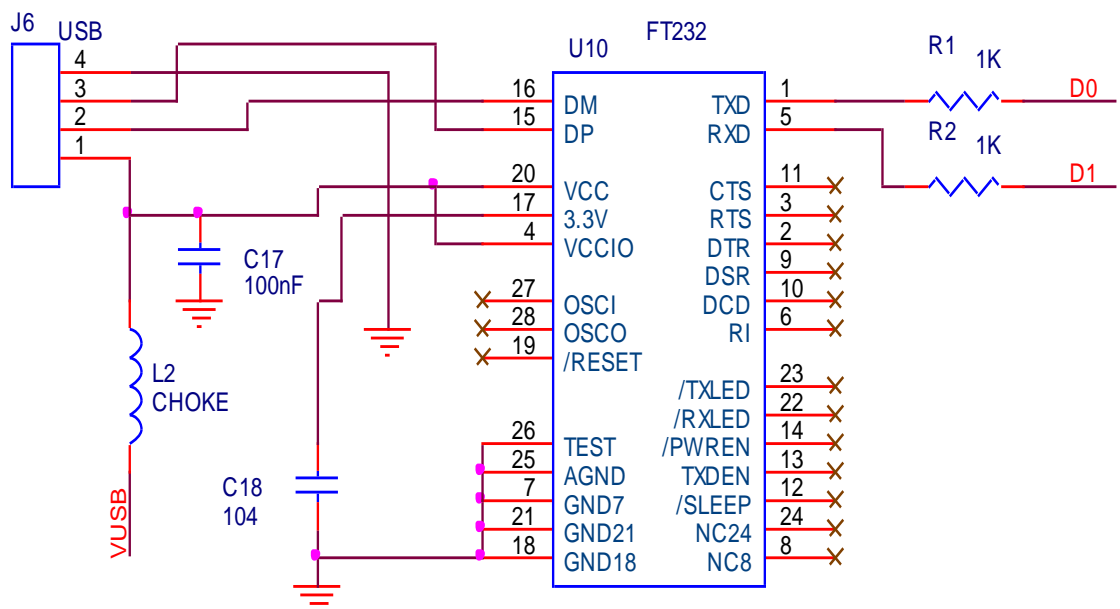 J6
USB
4
3
2
1
U10
FT232
16
DM
15
DP
20
VCC
17
3.3V
4
VCCIO
27
OSCI
28
OSCO
19
/RESET
26
TEST
25
AGND
7
GND7
21
GND21
18
GND18
TXD
1
RXD
5
CTS
11
RTS
3
DTR
2
DSR
9
DCD
10
RI
6
/TXLED
23
/RXLED
22
/PWREN
14
TXDEN
13
/SLEEP
12
NC24
24
NC8
8
R1
1K
D0
R2
1K
D1
C17
100nF
L2
CHOKE
VUSB
C18
104